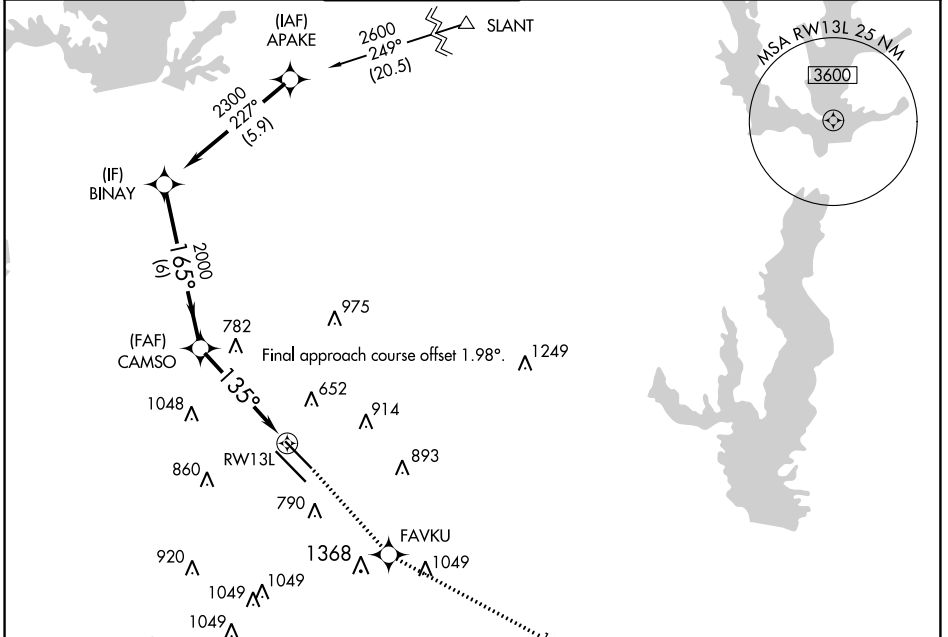 (IAF)
APAKE
2600
249°
(20.5)
SLANT
MSA RW13L 25 NM
3600
2300
227°
(5.9)
(IF)
BINAY
2000
165°
(6)
975
782
(FAF)
CAMSO
Final approach course offset 1.98°.
1249
135°
652
1048
914
RW13L
893
860
790
FAVKU
1368
1049
920
1049
1049
1049